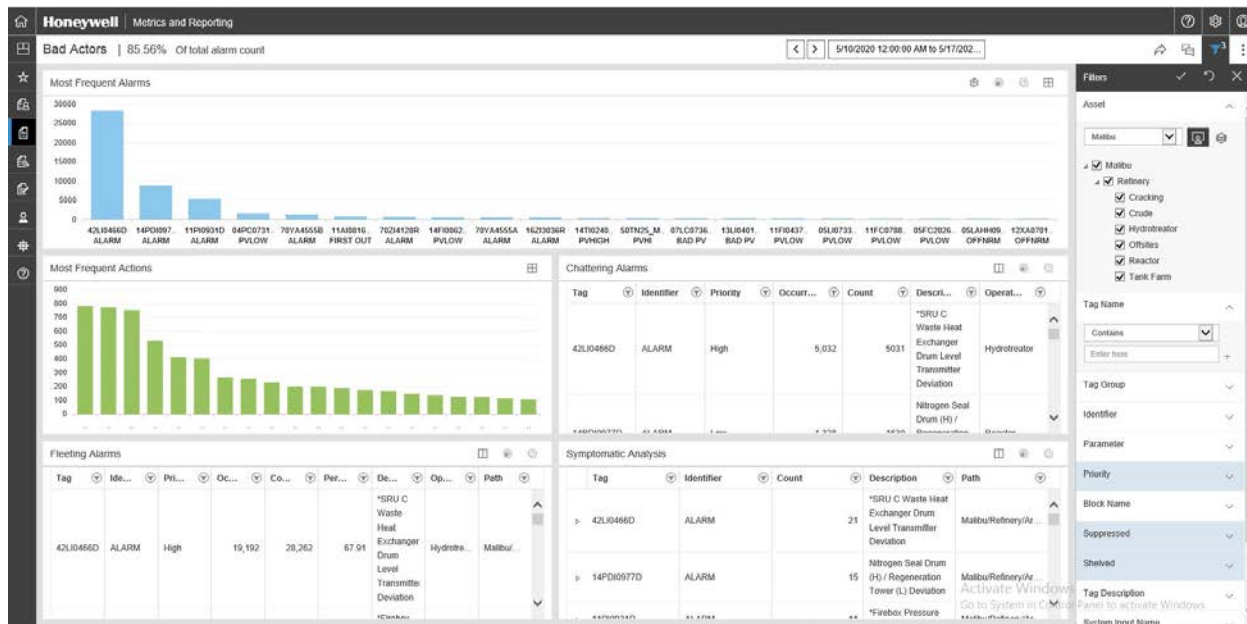 Honeywell | Metrics and Reporting
Bad Actors | 85.56% Of total alarm count
5/10/2020 12:00:00 AM to 5/17/202...
3
Most Frequent Alarms
30000
25000
20000
15000
10000
5000
0
42LI0466D 14PDI097.. 11PI0931D 04PC0731.. 70YA4555B 11AI0816.. 70ZI4128R 14FI0062.. 70YA4555A 16ZI3036R 14TI0240.. 50TN25_M.. 07LC0736.. 13LI0401.. 11FI0437.. 05LI0733.. 11FC0788.. 05FC2026.. 05LAHH09.. 12XA0701..
ALARM ALARM ALARM PVLOW ALARM FIRST OUT ALARM PVLOW ALARM ALARM PVHIGH PVHI BAD PV BAD PV PVLOW PVLOW PVLOW PVLOW OFFNRM OFFNRM
Most Frequent Actions
900
800
700
600
500
400
300
200
100
0
Chattering Alarms
Tag Identifier Priority Occurr... Count Descri... Operat...
42LI0466D ALARM High 5,032 5031 *SRU C
Waste Heat
Exchanger
Drum Level
Transmitter
Deviation
Hydrotreator
Nitrogen Seal
Drum (H) /
Fleeting Alarms
Tag Ide... Pri... Oc... Co... Per... De... Op... Path
42LI0466D ALARM High 19,192 28,262 67.91 *SRU C
Waste
Heat
Exchanger
Drum
Level
Transmitter
Deviation
Hydrotre... Malibu/...
Symptomatic Analysis
Tag Identifier Count Description Path
42LI0466D ALARM 21 *SRU C Waste Heat
Exchanger Drum
Level Transmitter
Deviation
Malibu/Refinery/Ar...
14PDI0977D ALARM 15 Nitrogen Seal Drum
(H) / Regeneration
Tower (L) Deviation
Malibu/Refinery/Ar...
*Firebox Pressure
Filters
Asset
Malibu
Malibu
Refinery
Cracking
Crude
Hydrotreator
Offsites
Reactor
Tank Farm
Tag Name
Contains
Enter here
Tag Group
Identifier
Parameter
Priority
Block Name
Suppressed
Shelved
Tag Description
System Input Name
Activate Windows
Go to System in Control Panel to activate Windows.